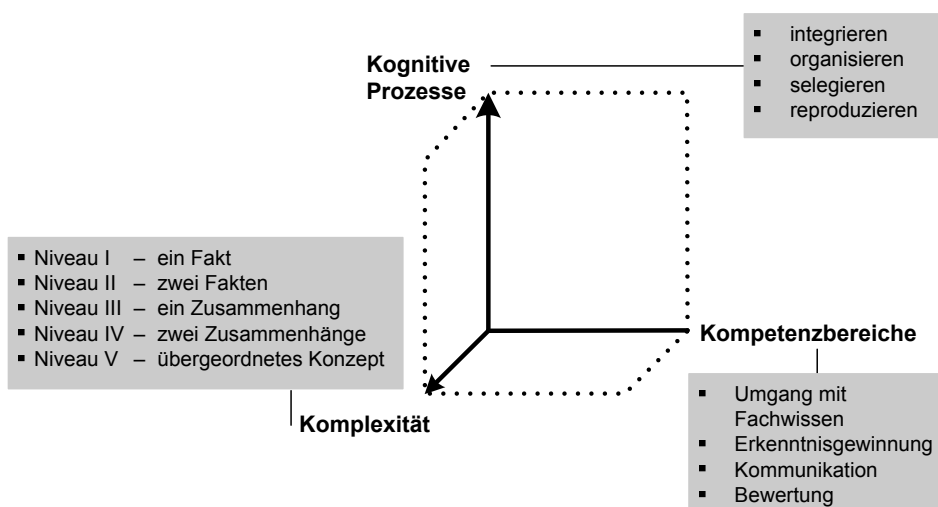 Kognitive
Prozesse
▪ integrieren
▪ organisieren
▪ selegieren
▪ reproduzieren
▪ Niveau I – ein Fakt
▪ Niveau II – zwei Fakten
▪ Niveau III – ein Zusammenhang
▪ Niveau IV – zwei Zusammenhänge
▪ Niveau V – übergeordnetes Konzept
Komplexität
Kompetenzbereiche
▪ Umgang mit
Fachwissen
▪ Erkenntnisgewinnung
▪ Kommunikation
▪ Bewertung